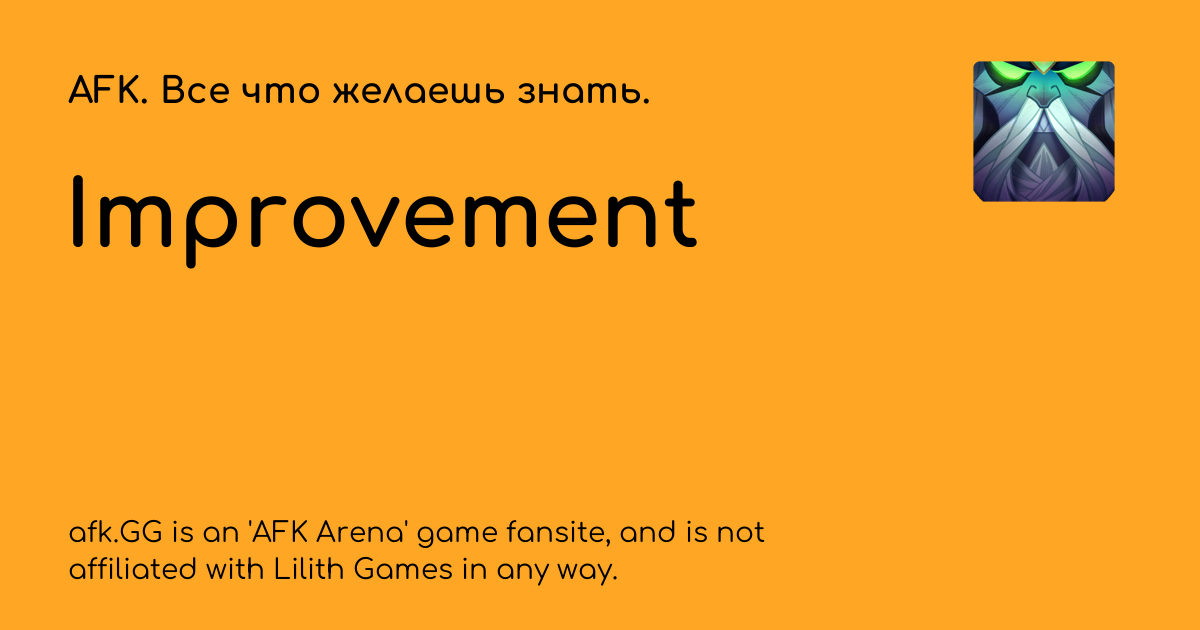 AFK. Все что желаешь знать.
Improvement
afk.GG is an 'AFK Arena' game fansite, and is not
affiliated with Lilith Games in any way.